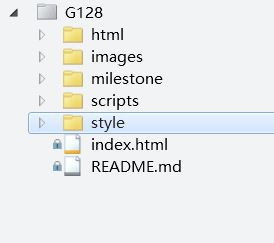 G128
html
images
milestone
scripts
style
index.html
README.md